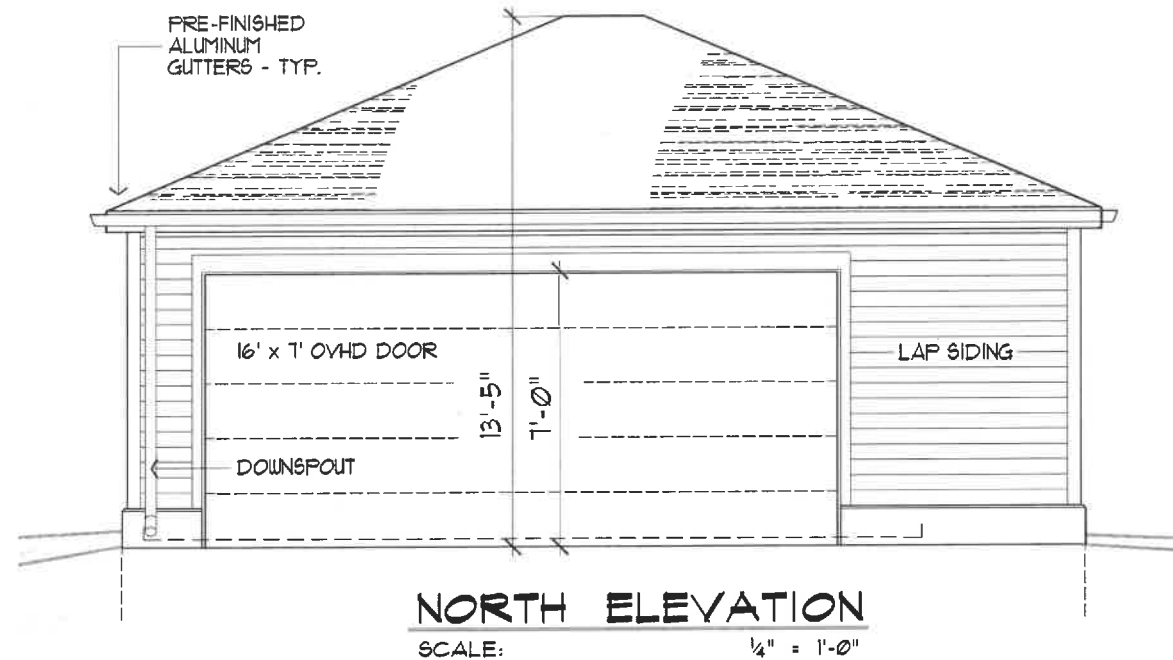 PRE-FINISHED
ALUMINUM
GUTTERS - TYP.
16' x 7' OVHD DOOR
13'-5"
7'-0"
LAP SIDING
DOWNSPOUT
NORTH ELEVATION
SCALE: 1/4" = 1'-0"